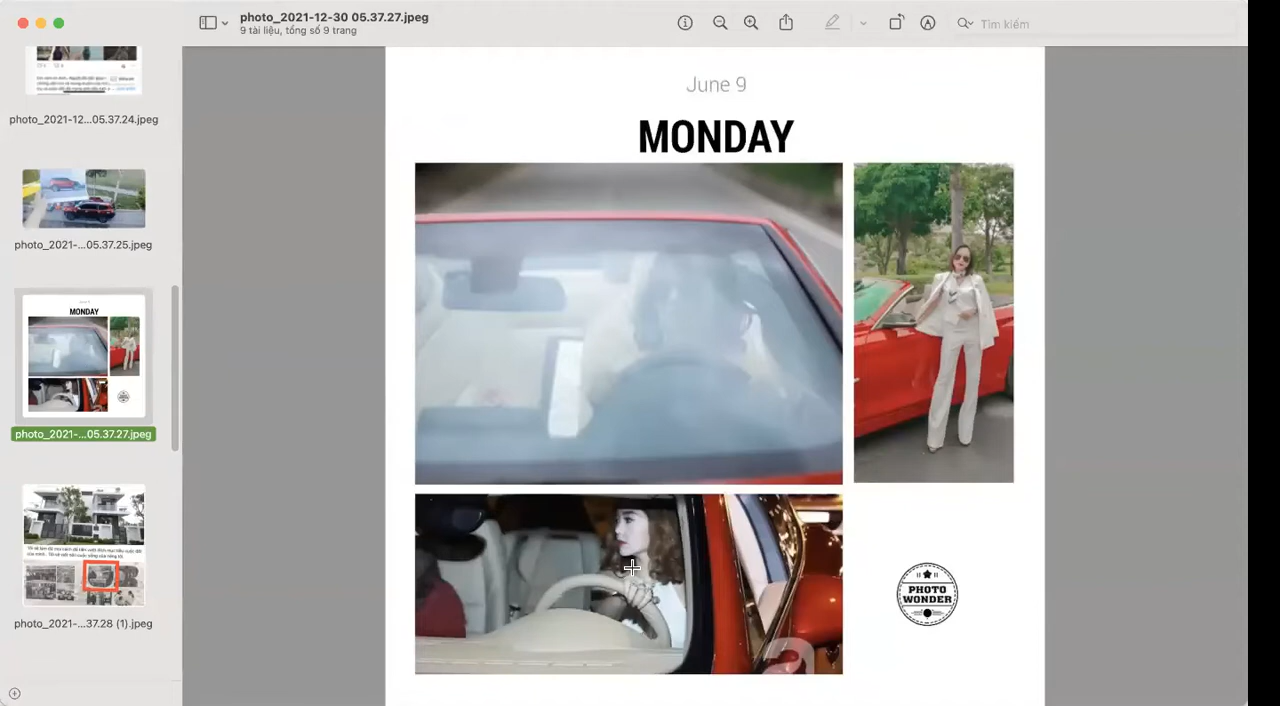 photo_2021-12-30 05.37.27.jpeg
9 tài liệu, tổng số 9 trang
Tìm kiếm
photo_2021-12...05.37.24.jpeg
photo_2021-...05.37.25.jpeg
MONDAY
photo_2021-...05.37.27.jpeg
photo_2021-...37.28 (1).jpeg
June 9
MONDAY
PHOTO
WONDER